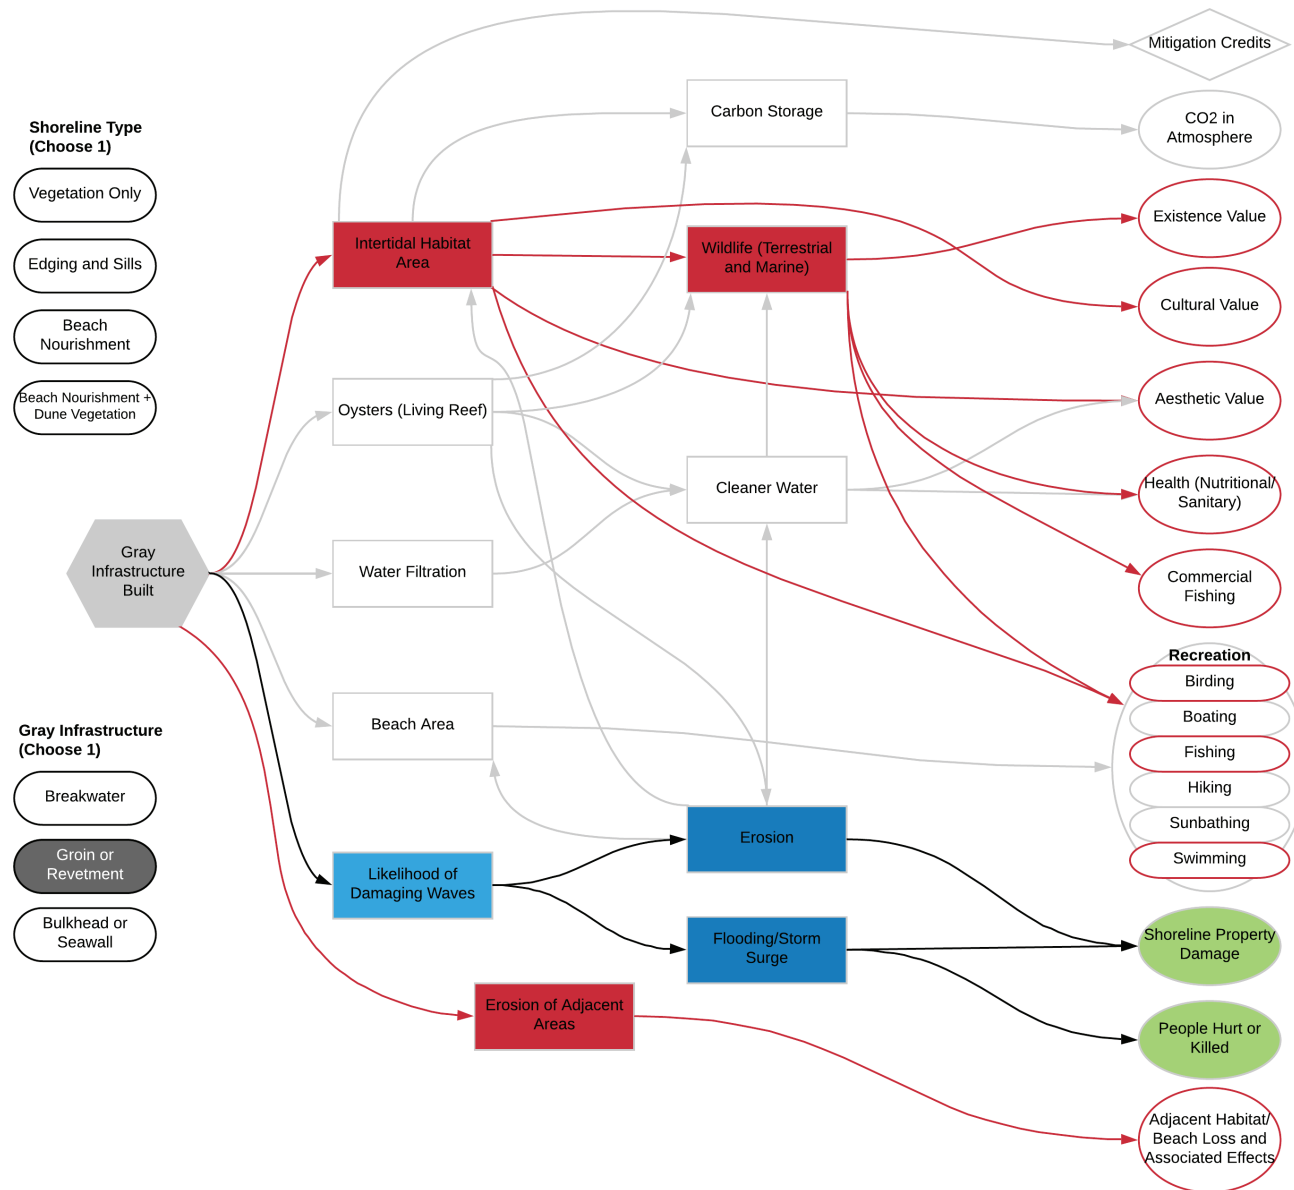 Shoreline Type
(Choose 1)
Vegetation Only
Edging and Sills
Beach
Nourishment
Beach Nourishment +
Dune Vegetation
Gray
Infrastructure
Built
Gray Infrastructure
(Choose 1)
Breakwater
Groin or
Revetment
Bulkhead or
Seawall
Intertidal Habitat
Area
Oysters (Living Reef)
Water Filtration
Beach Area
Likelihood of
Damaging Waves
Erosion of Adjacent
Areas
Carbon Storage
Wildlife (Terrestrial
and Marine)
Cleaner Water
Erosion
Flooding/Storm
Surge
Mitigation Credits
CO2 in
Atmosphere
Existence Value
Cultural Value
Aesthetic Value
Health (Nutritional/
Sanitary)
Commercial
Fishing
Recreation
Birding
Boating
Fishing
Hiking
Sunbathing
Swimming
Shoreline Property
Damage
People Hurt or
Killed
Adjacent Habitat/
Beach Loss and
Associated Effects